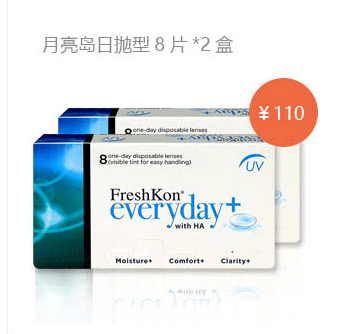 月亮岛日抛型 8 片 *2 盒
¥ 110
8 one-day disposable lenses
8 one-day disposable lenses
(visible tint for easy handling)
UV
FreshKon®
everyday+
with HA
Moisture+ Comfort+ Clarity+